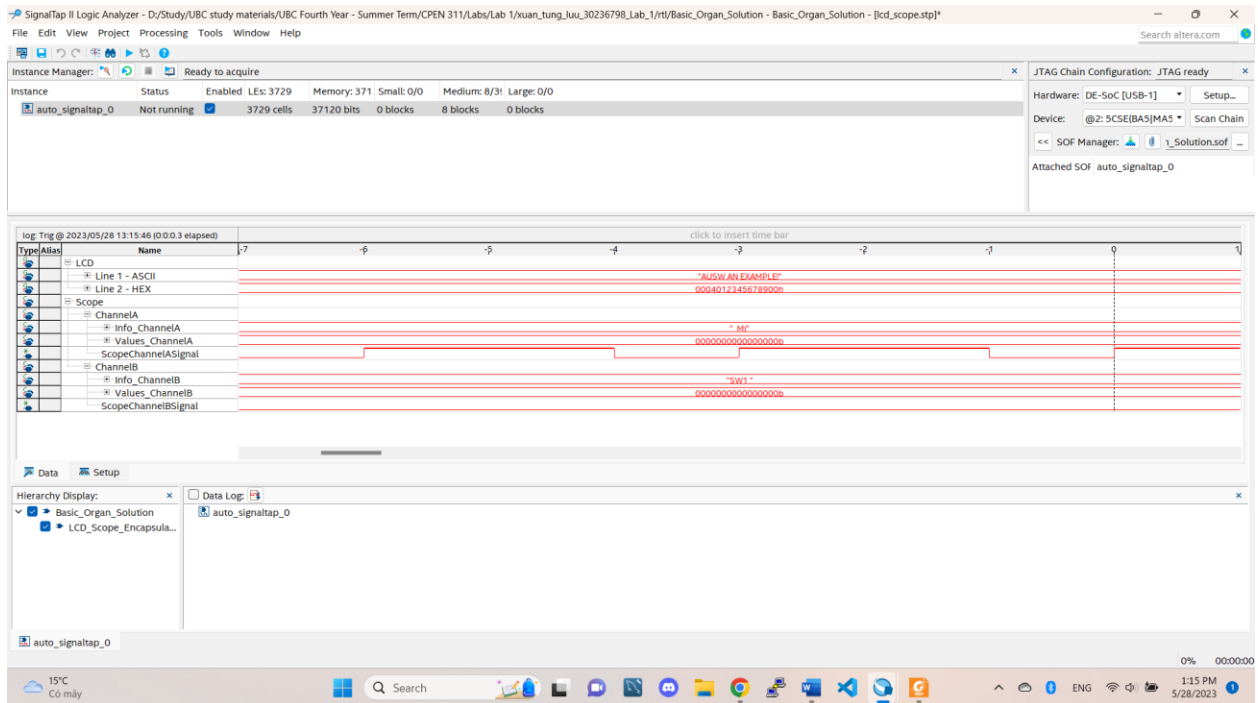 SignalTap II Logic Analyzer - D:/Study/UBC study materials/UBC Fourth Year - Summer Term/CPEN 311/Labs/Lab 1/xuan_tung_luu_30236798_Lab_1/rtl/Basic_Organ_Solution - Basic_Organ_Solution - [lcd_scope.stp]*
File Edit View Project Processing Tools Window Help
Search altera.com
Instance Manager: Ready to acquire
JTAG Chain Configuration: JTAG ready
Instance Status Enabled LEs: 3729 Memory: 371 Small: 0/0 Medium: 8/3 Large: 0/0
auto_signaltap_0 Not running 3729 cells 37120 bits 0 blocks 8 blocks 0 blocks
Hardware: DE-SoC [USB-1] Setup...
Device: @2: 5CSE(BA5|MA5 Scan Chain
<< SOF Manager: _Solution.sof ...
Attached SOF auto_signaltap_0
log: Trig @ 2023/05/28 13:15:46 (0:0:0.3 elapsed) click to insert time bar
Type Alias Name -7 -6 -5 -4 -3 -2 -1 0 1
LCD
Line 1 - ASCII "AUSW AN EXAMPLE!"
Line 2 - HEX 0004012345678900h
Scope
ChannelA
Info_ChannelA " MI"
Values_ChannelA 0000000000000000b
ScopeChannelASignal
ChannelB
Info_ChannelB "SW1 "
Values_ChannelB 0000000000000000b
ScopeChannelBSignal
Data Setup
Hierarchy Display: Data Log:
Basic_Organ_Solution auto_signaltap_0
LCD_Scope_Encapsula...
auto_signaltap_0
0% 00:00:00
15°C
Có mây
Search
ENG
1:15 PM
5/28/2023
1